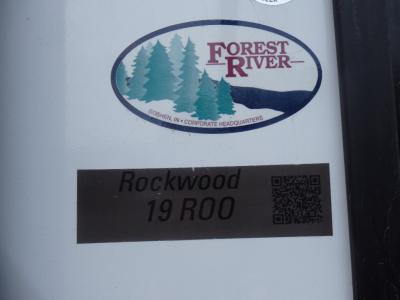 FOREST
RIVER
GOSHEN, IN • CORPORATE HEADQUARTERS
Rockwood
19 ROO